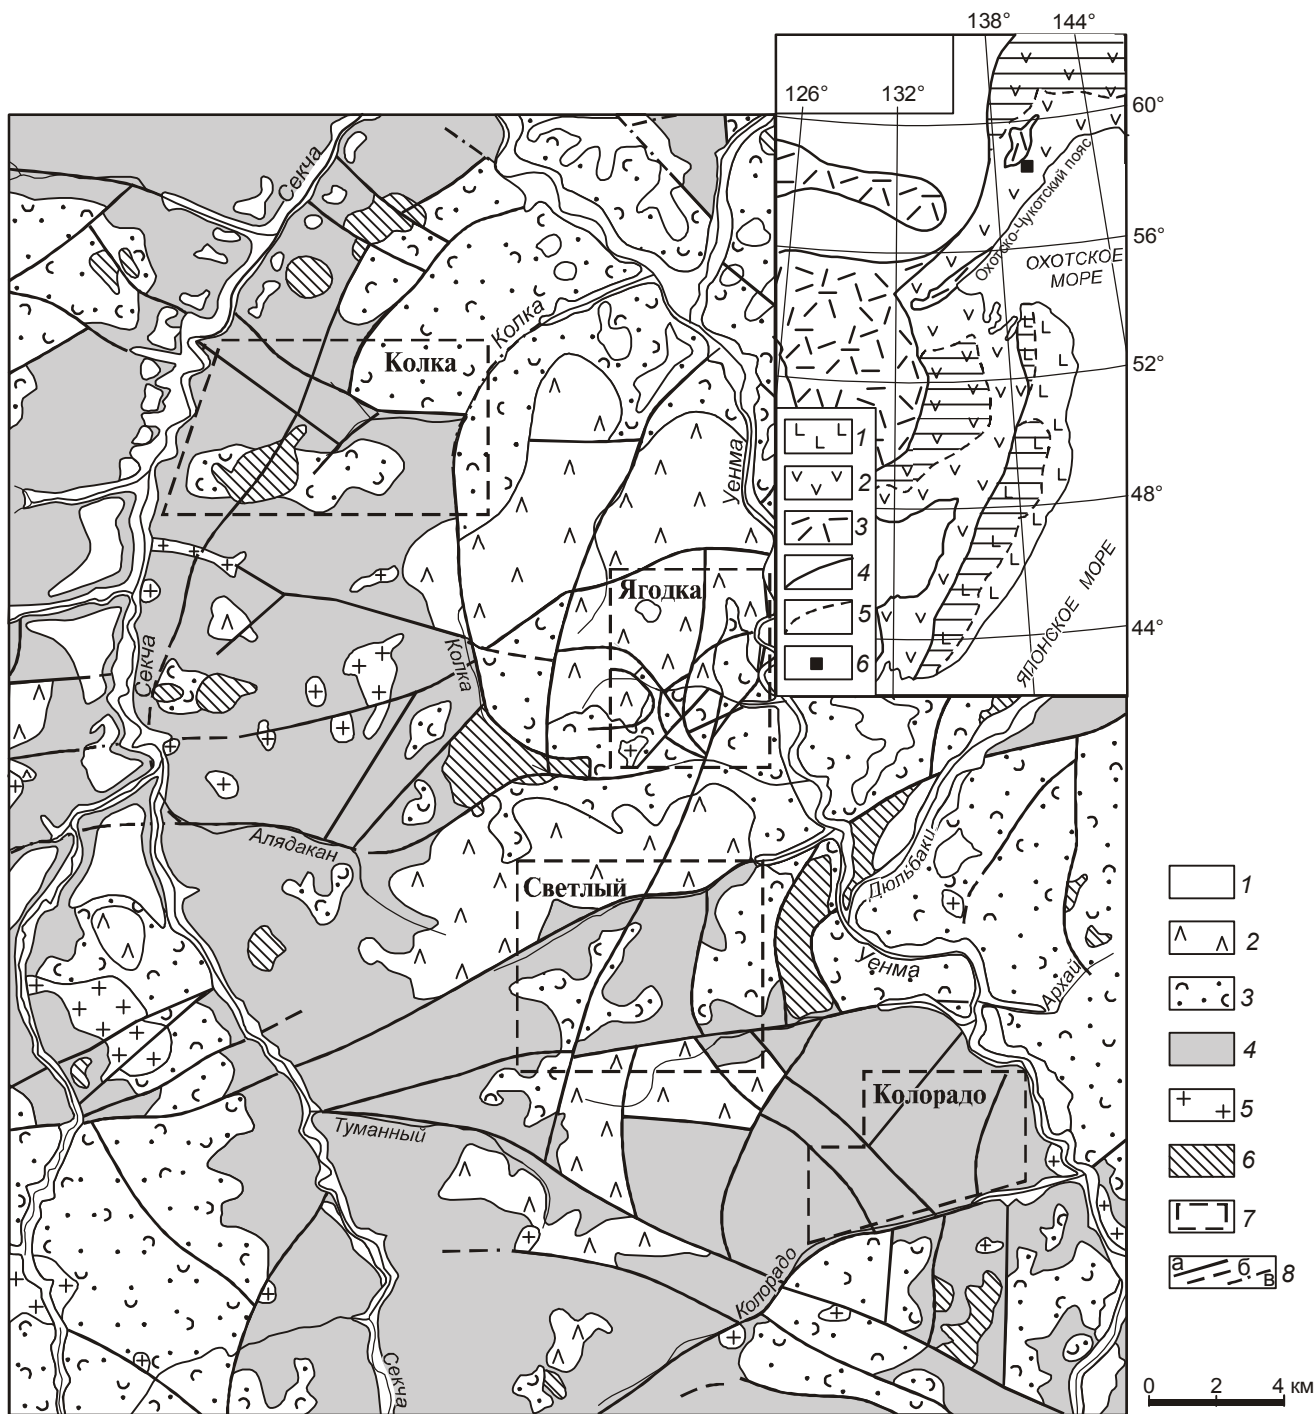 138° 144°
126° 132°
60°
Охотско-Чукотский пояс
56°
ОХОТСКОЕ
МОРЕ
52°
48°
ЯПОНСКОЕ МОРЕ
44°
1
2
3
4
5
6
Секча
Колка
Колка
Уенма
Ягодка
Секча
Колка
Алядакан
Светлый
Дюльбаки
Уенма
Архай
Колорадо
Туманный
Колорадо
Секча
1
2
3
4
5
6
7
а б в 8
0 2 4 км